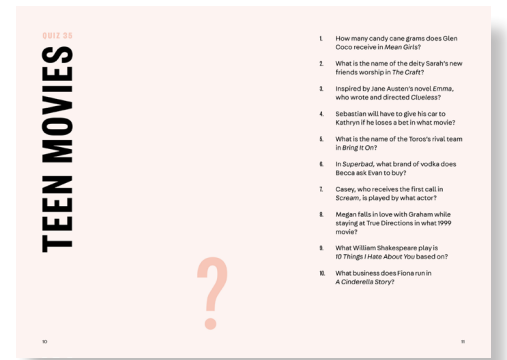 QUIZ 36
TEEN MOVIES
?
10
1. How many candy cane grams does Glen
Coco receive in Mean Girls?
2. What is the name of the deity Sarah's new
friends worship in The Craft?
3. Inspired by Jane Austen's novel Emma,
who wrote and directed Clueless?
4. Sebastian will have to give his car to
Kathryn if he loses a bet in what movie?
5. What is the name of the Toros's rival team
in Bring It On?
6. In Superbad, what brand of vodka does
Becca ask Evan to buy?
7. Casey, who receives the first call in
Scream, is played by what actor?
8. Megan falls in love with Graham while
staying at True Directions in what 1999
movie?
9. What William Shakespeare play is
10 Things I Hate About You based on?
10. What business does Fiona run in
A Cinderella Story?
11